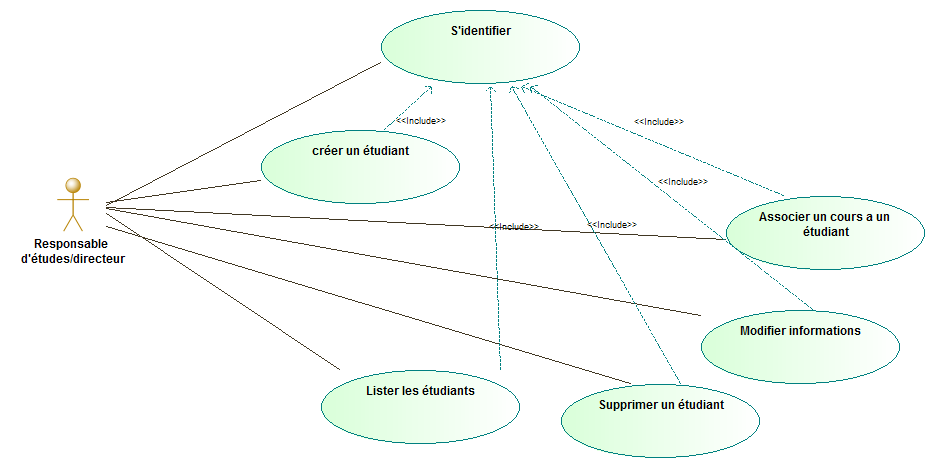 S'identifier
<<Include>>
<<Include>>
créer un étudiant
<<Include>>
Associer un cours a un
étudiant
<<Include>>
<<Include>>
Responsable
d'études/directeur
Modifier informations
Lister les étudiants
Supprimer un étudiant